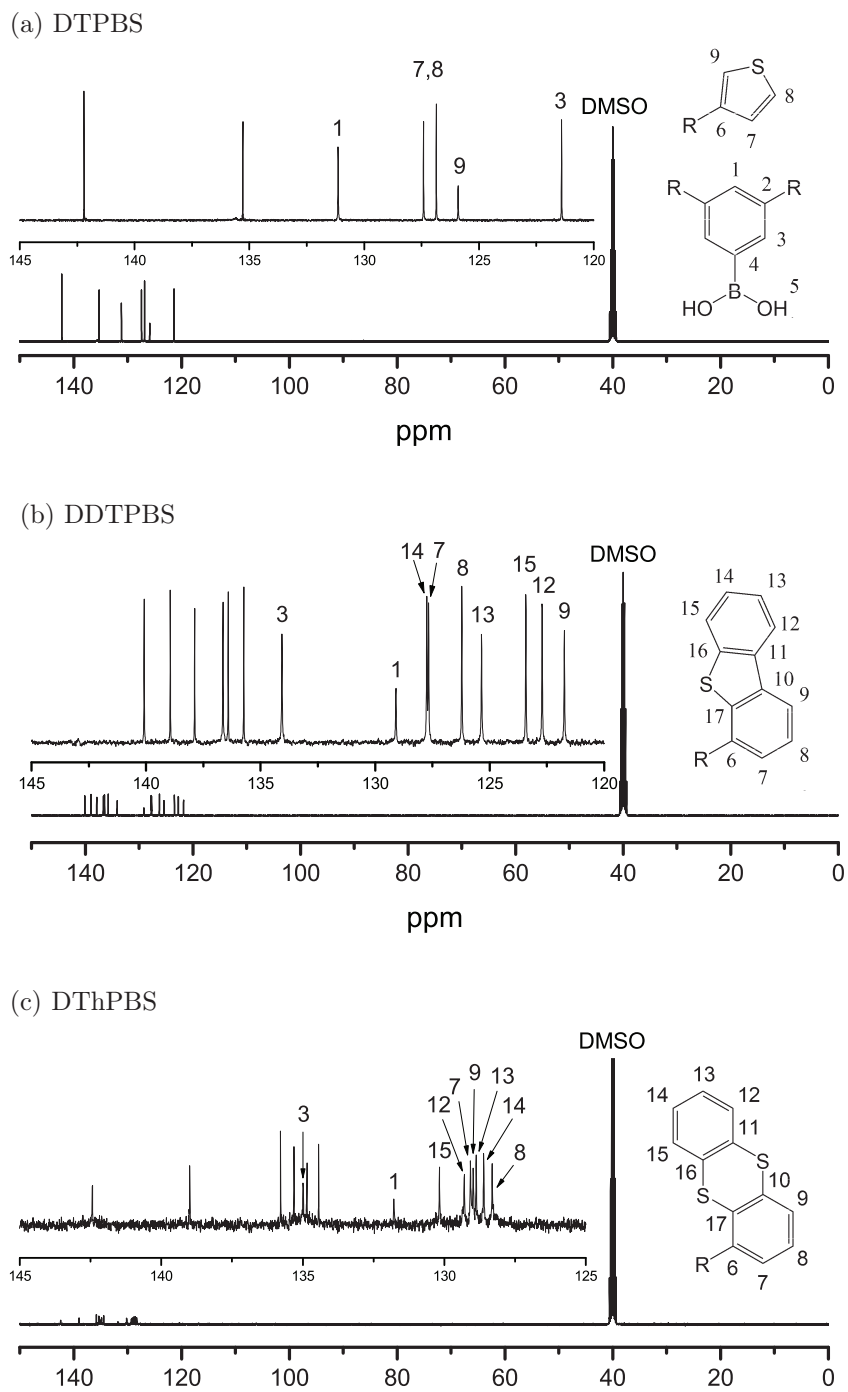 (a) DTPBS
7,8
DMSO
3
1
9
145 140 135 130 125 120
9 S
8
R 6
7
1
R 2 R
3
4
B 5
HO OH
140 120 100 80 60 40 20 0
ppm
(b) DDTPBS
DMSO
14 7
15
8
12
3
13
9
1
145 140 135 130 125 120
14 13
15 12
16 11
10
S 9
17
R 6 8
7
140 120 100 80 60 40 20 0
ppm
(c) DThPBS
DMSO
9 13
7
12 14
3
15 8
1
145 140 135 130 125
13
14 12
11
15
16 S
10
S 9
17
R 6 8
7
140 120 100 80 60 40 20 0